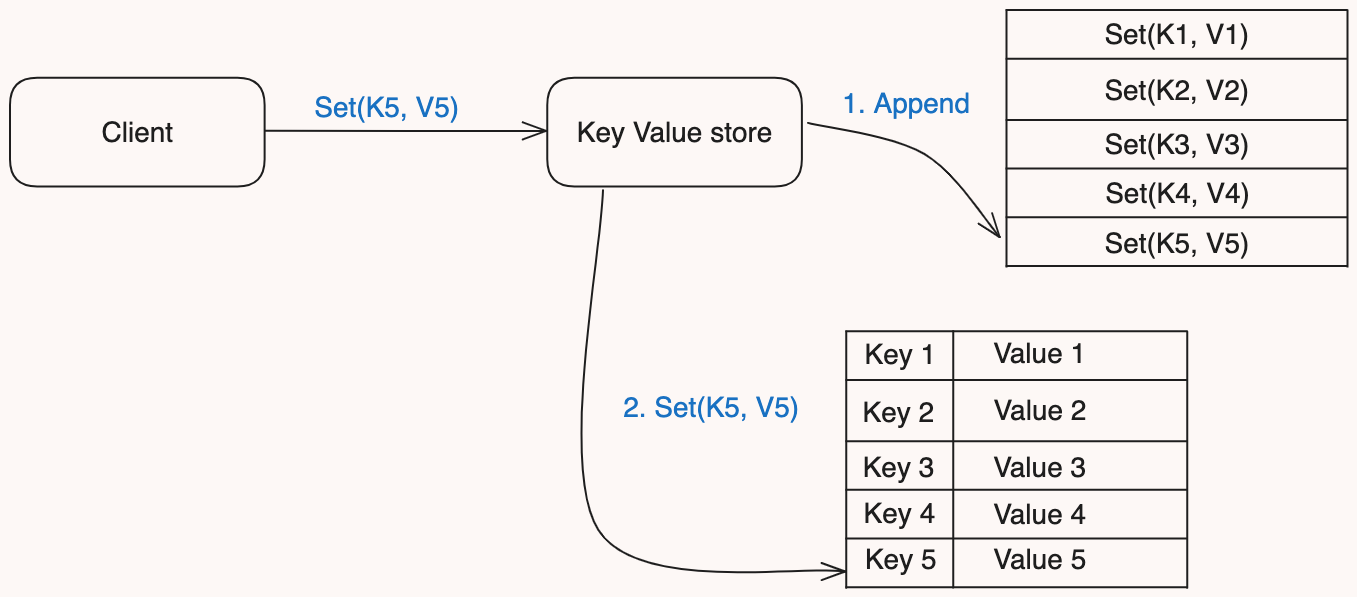 Client
Set(K5, V5)
Key Value store
1. Append
Set(K1, V1)
Set(K2, V2)
Set(K3, V3)
Set(K4, V4)
Set(K5, V5)
2. Set(K5, V5)
Key 1 Value 1
Key 2 Value 2
Key 3 Value 3
Key 4 Value 4
Key 5 Value 5